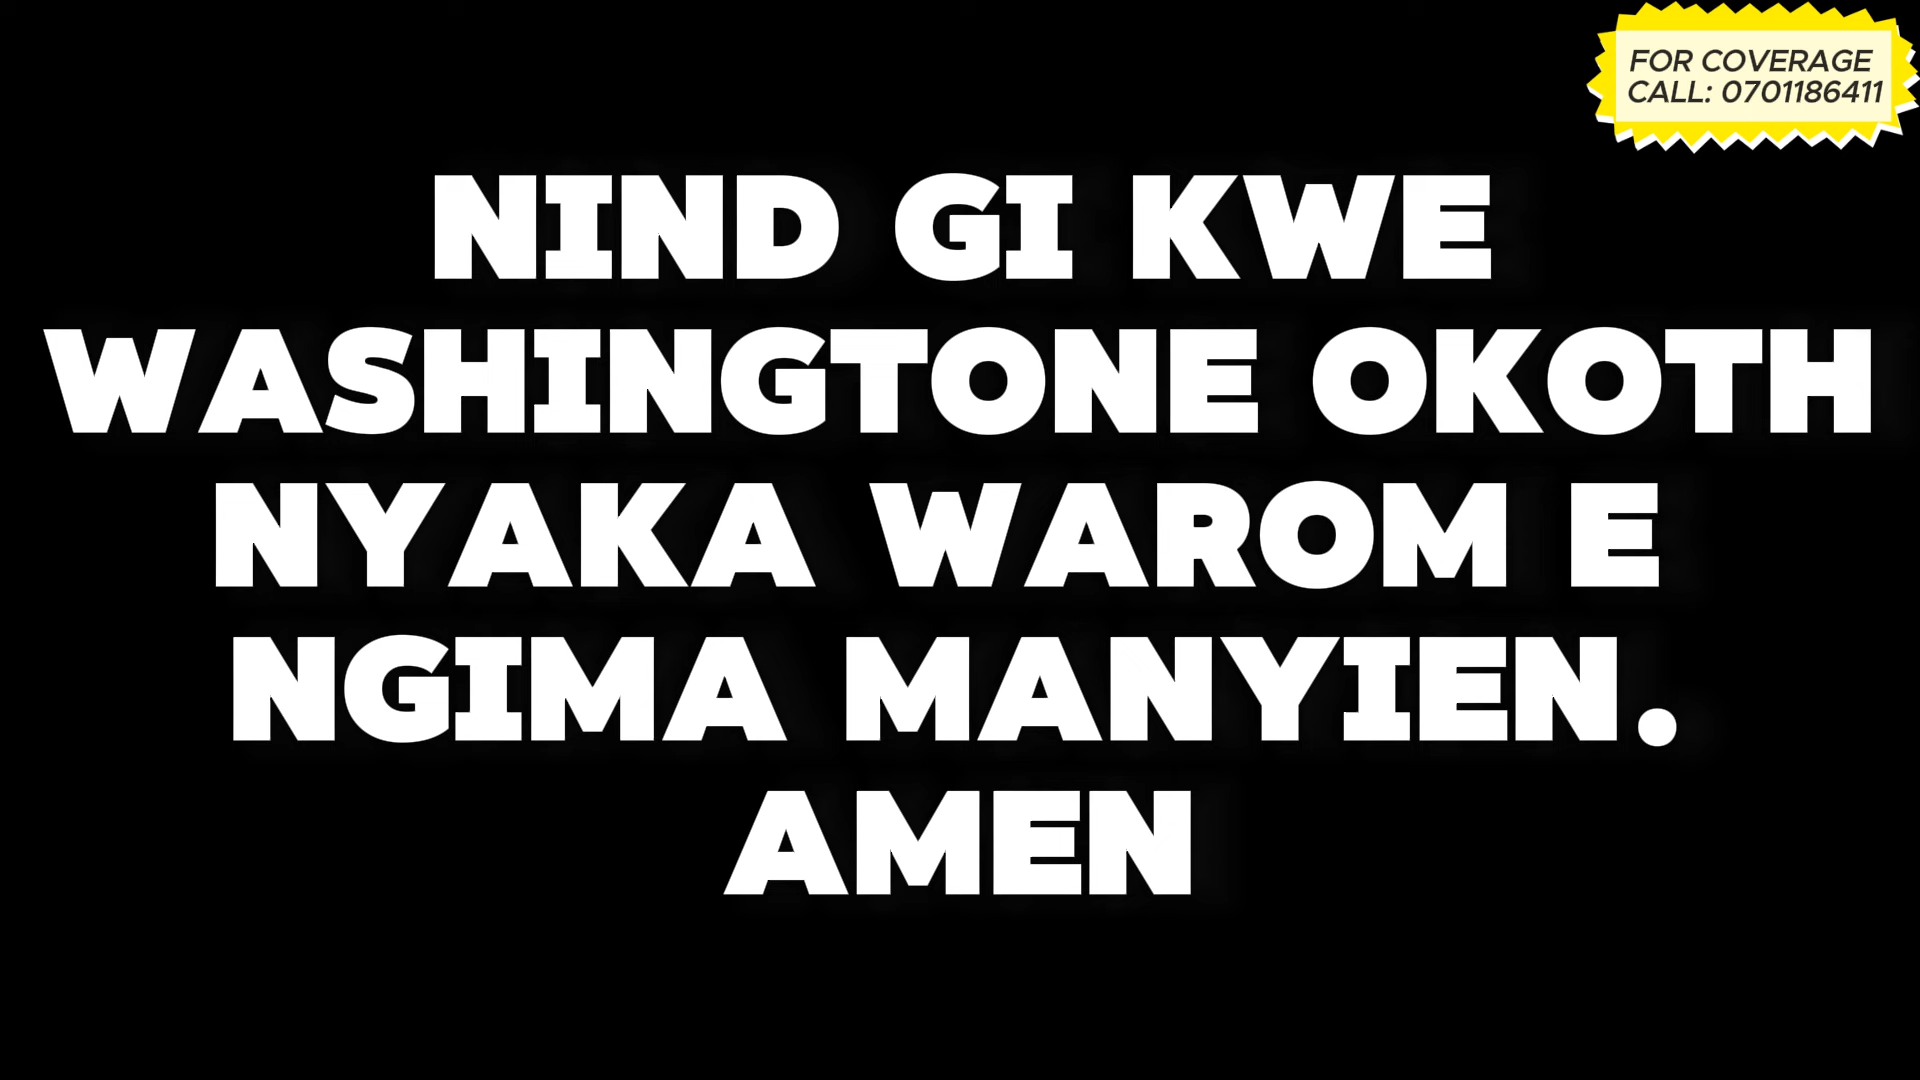 FOR COVERAGE
CALL: 0701186411
NIND GI KWE
WASHINGTONE OKOTH
NYAKA WAROM E
NGIMA MANYIEN.
AMEN